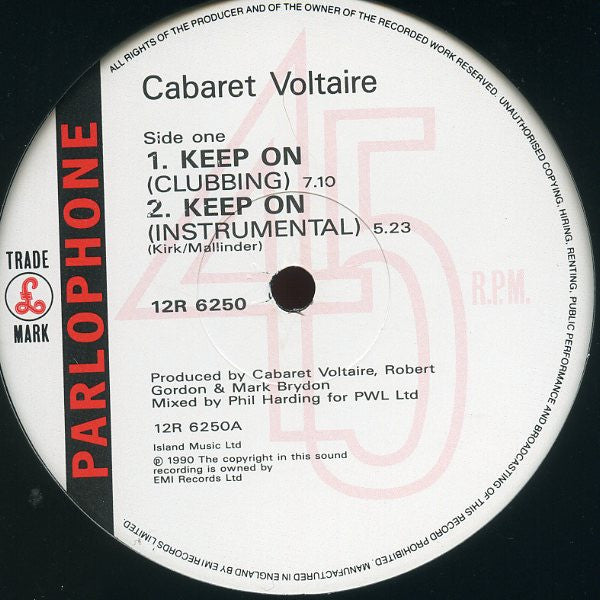 ALL RIGHTS OF THE PRODUCER AND OF THE OWNER OF THE RECORDED WORK RESERVED. UNAUTHORISED COPYING, HIRING, RENTING, PUBLIC PERFORMANCE AND BROADCASTING OF THIS RECORD PROHIBITED. MANUFACTURED IN ENGLAND BY EMI RECORDS LIMITED.
Cabaret Voltaire
Side one
1. KEEP ON
(CLUBBING) 7.10
2. KEEP ON
(INSTRUMENTAL) 5.23
(Kirk/Mallinder)
PARLOPHONE
TRADE
£
MARK
45
R.P.M.
12R 6250
Produced by Cabaret Voltaire, Robert
Gordon & Mark Brydon
Mixed by Phil Harding for PWL Ltd
12R 6250A
Island Music Ltd
℗ 1990 The copyright in this sound
recording is owned by
EMI Records Ltd